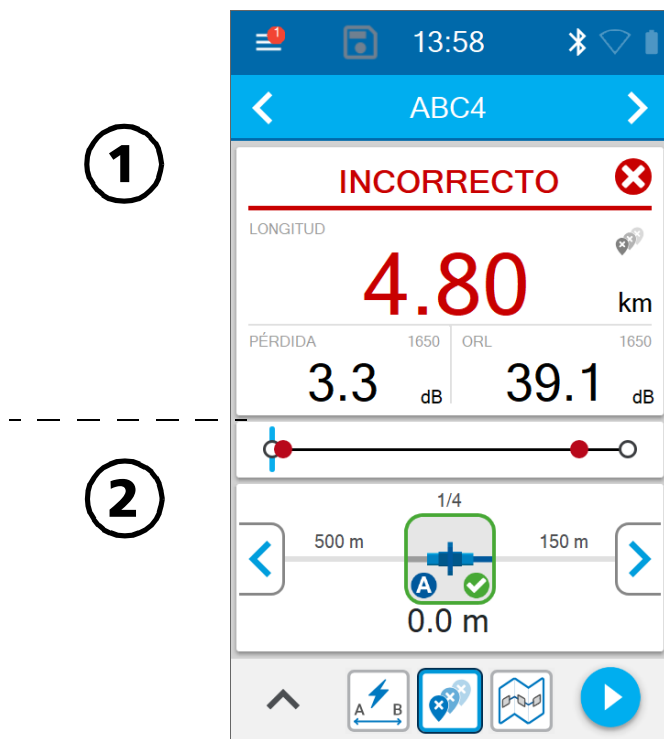 1
13:58
ABC4
1
INCORRECTO
LONGITUD
4.80 km
PÉRDIDA 1650 ORL 1650
3.3 dB 39.1 dB
2
1/4
500 m 150 m
A
0.0 m
A B